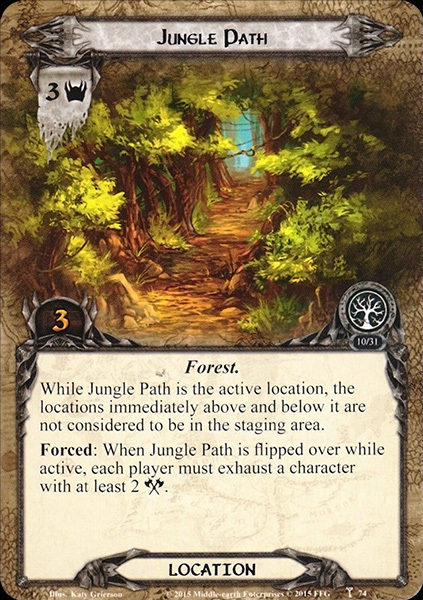 Jungle Path
3
3
10/31
Forest.
While Jungle Path is the active location, the
locations immediately above and below it are
not considered to be in the staging area.
Forced: When Jungle Path is flipped over while
active, each player must exhaust a character
with at least 2 .
LOCATION
Illus. Katy Grierson © 2015 Middle-earth Enterprises © 2015 FFG 74